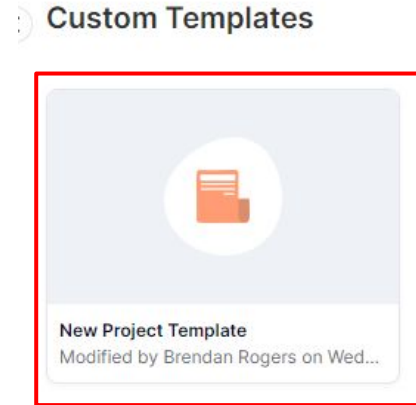 Custom Templates
New Project Template
Modified by Brendan Rogers on Wed...